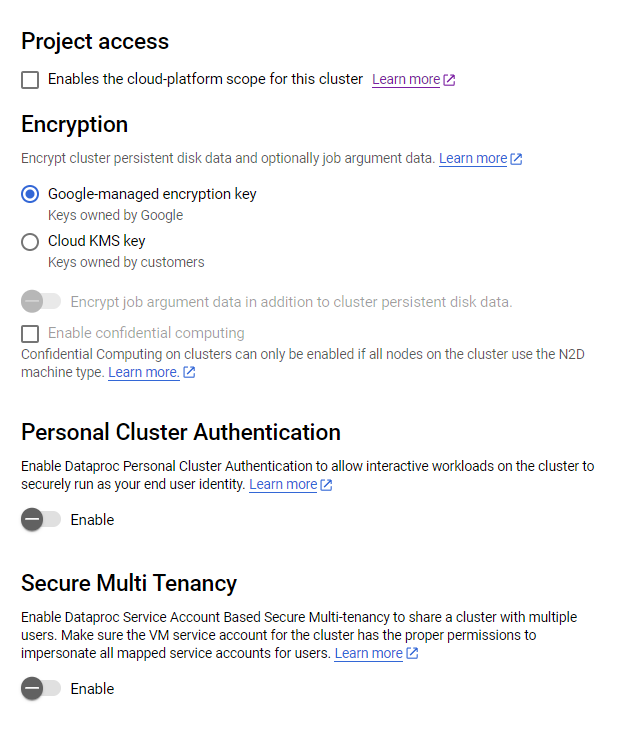 Project access
Enables the cloud-platform scope for this cluster Learn more
Encryption
Encrypt cluster persistent disk data and optionally job argument data. Learn more
Google-managed encryption key
Keys owned by Google
Cloud KMS key
Keys owned by customers
Encrypt job argument data in addition to cluster persistent disk data.
Enable confidential computing
Confidential Computing on clusters can only be enabled if all nodes on the cluster use the N2D
machine type. Learn more.
Personal Cluster Authentication
Enable Dataproc Personal Cluster Authentication to allow interactive workloads on the cluster to
securely run as your end user identity. Learn more
Enable
Secure Multi Tenancy
Enable Dataproc Service Account Based Secure Multi-tenancy to share a cluster with multiple
users. Make sure the VM service account for the cluster has the proper permissions to
impersonate all mapped service accounts for users. Learn more
Enable